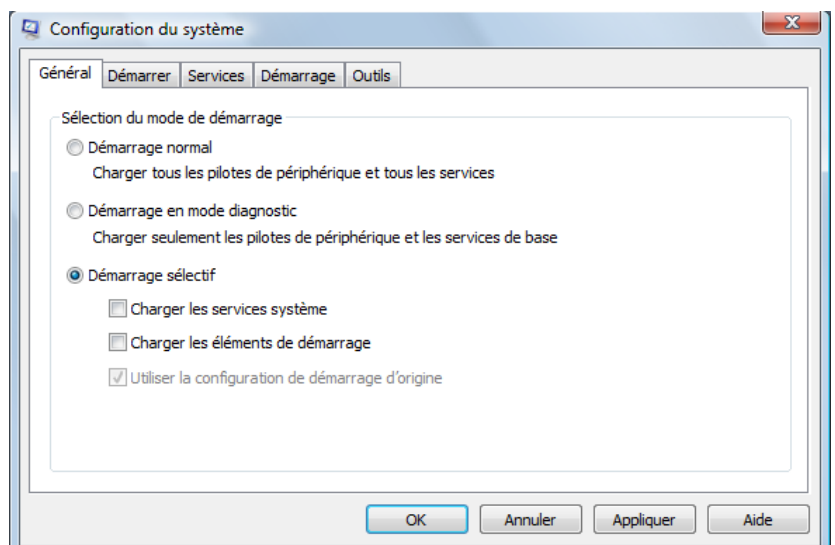 Configuration du système
Général Démarrer Services Démarrage Outils
Sélection du mode de démarrage
Démarrage normal
Charger tous les pilotes de périphérique et tous les services
Démarrage en mode diagnostic
Charger seulement les pilotes de périphérique et les services de base
Démarrage sélectif
Charger les services système
Charger les éléments de démarrage
Utiliser la configuration de démarrage d'origine
OK Annuler Appliquer Aide